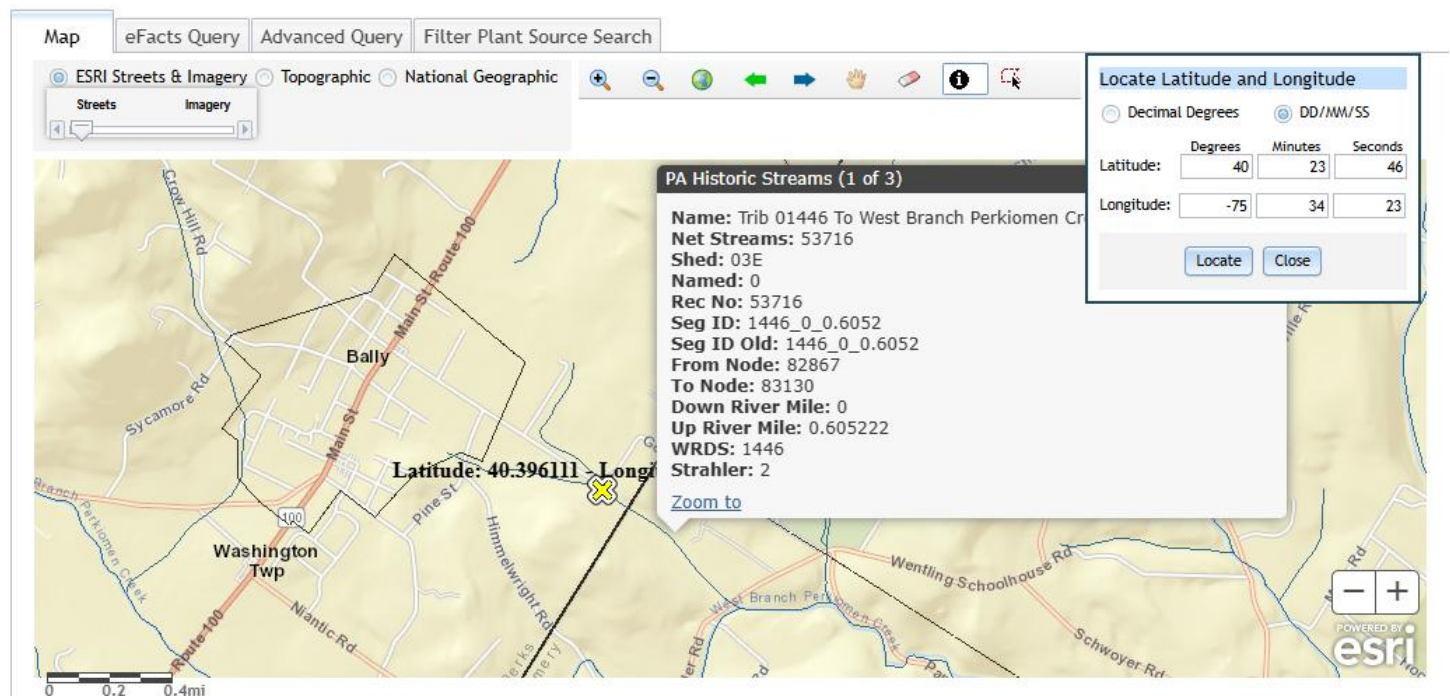 Map
eFacts Query
Advanced Query
Filter Plant Source Search
ESRI Streets & Imagery
Topographic
National Geographic
Streets
Imagery
Locate Latitude and Longitude
Decimal Degrees
DD/MM/SS
Degrees Minutes Seconds
Latitude: 40 23 46
Longitude: -75 34 23
Locate
Close
PA Historic Streams (1 of 3)
Name: Trib 01446 To West Branch Perkiomen
Net Streams: 53716
Shed: 03E
Named: 0
Rec No: 53716
Seg ID: 1446_0_0.6052
Seg ID Old: 1446_0_0.6052
From Node: 82867
To Node: 83130
Down River Mile: 0
Up River Mile: 0.605222
WRDS: 1446
Strahler: 2
Zoom to
Crow Hill Rd
Main St
Route 100
Bally
Sycamore Rd
Main St
Latitude: 40.396111 -
Branch Perkiomen Creek
100
Pine St
Himmelwright Rd
Washington
Twp
Niantic Rd
Route 100
West Branch Perkiomen Creek
Wentling Schoolhouse Rd
Schwoyer Rd
Rd
− +
POWERED BY
esri
0 0.2 0.4mi